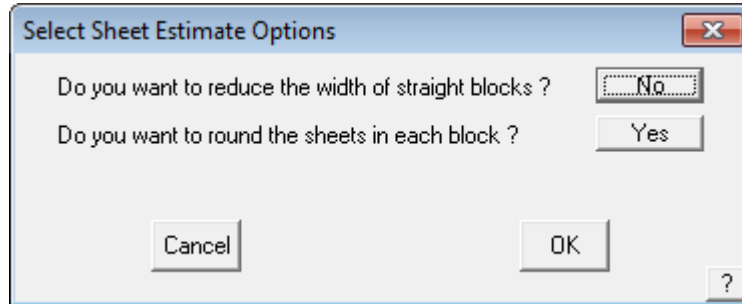 Select Sheet Estimate Options
Do you want to reduce the width of straight blocks ? No
Do you want to round the sheets in each block ? Yes
Cancel OK
?